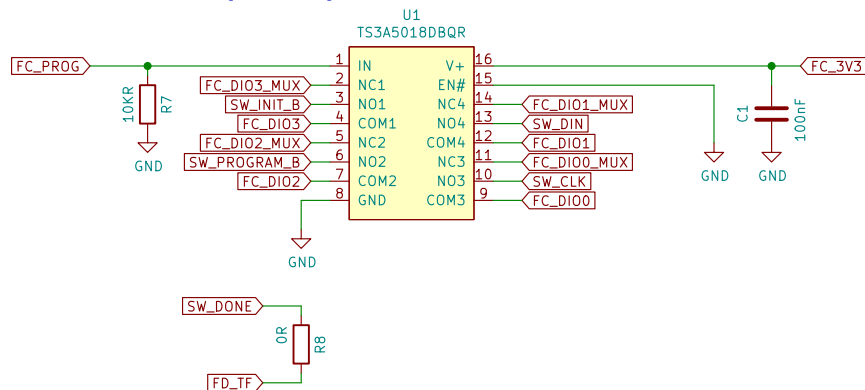 U1
TS3A5018DBQR
FC_PROG
1 IN V+ 16
FC_3V3
FC_DIO3_MUX 2 NC1 EN# 15
SW_INIT_B 3 NO1 NC4 14 FC_DIO1_MUX
FC_DIO3 4 COM1 NO4 13 SW_DIN
FC_DIO2_MUX 5 NC2 COM4 12 FC_DIO1
SW_PROGRAM_B 6 NO2 NC3 11 FC_DIO0_MUX
FC_DIO2 7 COM2 NO3 10 SW_CLK
8 GND COM3 9 FC_DIO0
10KR
R7
GND
C1
100nF
GND
GND
GND
SW_DONE
0R
R8
FD_TF